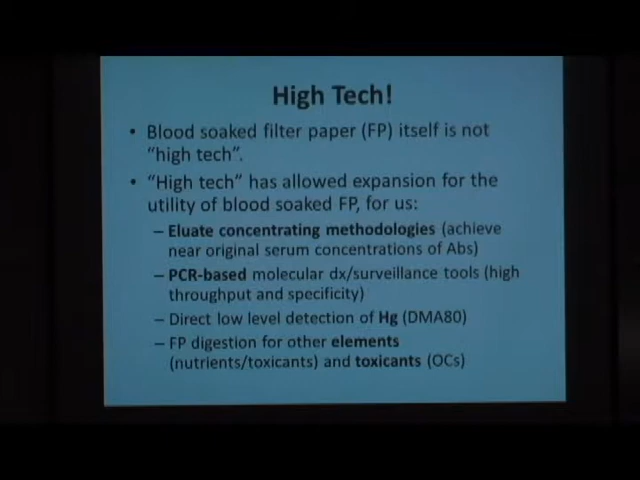 High Tech!
• Blood soaked filter paper (FP) itself is not
"high tech".
• "High tech" has allowed expansion for the
utility of blood soaked FP, for us:
– Eluate concentrating methodologies (achieve
near original serum concentrations of Abs)
– PCR-based molecular dx/surveillance tools (high
throughput and specificity)
– Direct low level detection of Hg (DMA80)
– FP digestion for other elements
(nutrients/toxicants) and toxicants (OCs)